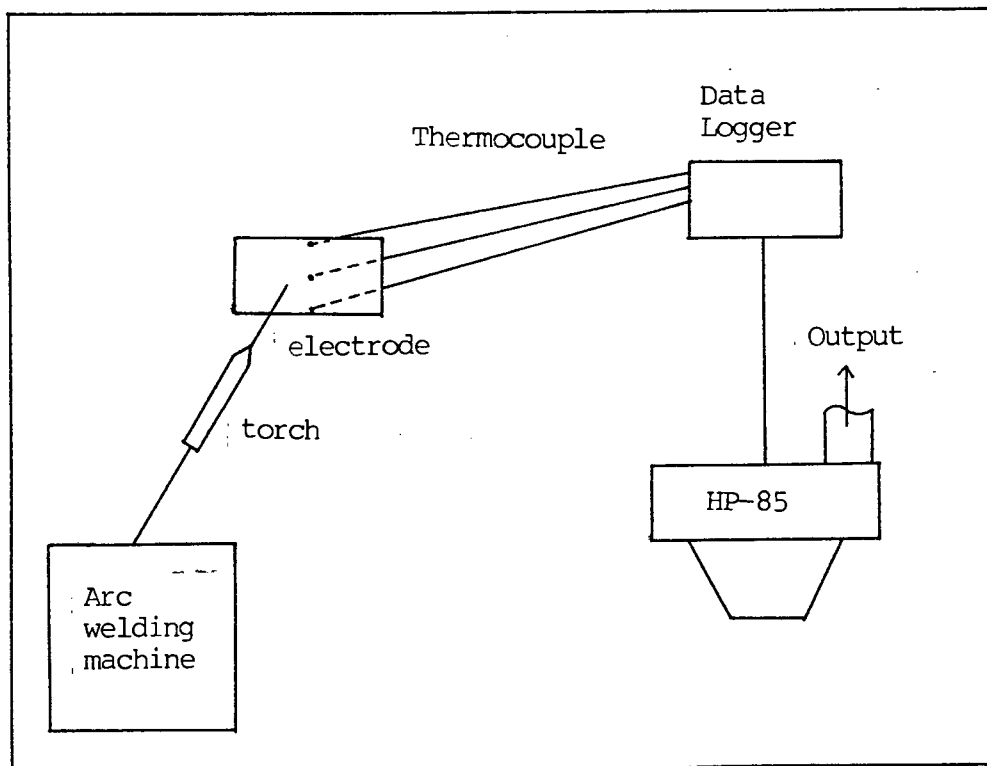 Data
Logger
Thermocouple
electrode
Output
torch
HP-85
Arc
welding
machine